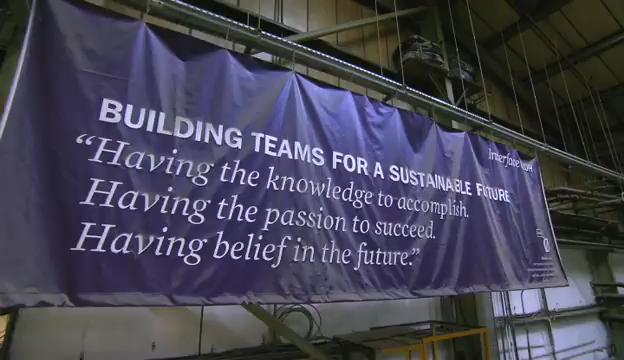 BUILDING TEAMS FOR A SUSTAINABLE FUTURE
Interface
“Having the knowledge to accomplish.
Having the passion to succeed.
Having belief in the future.”